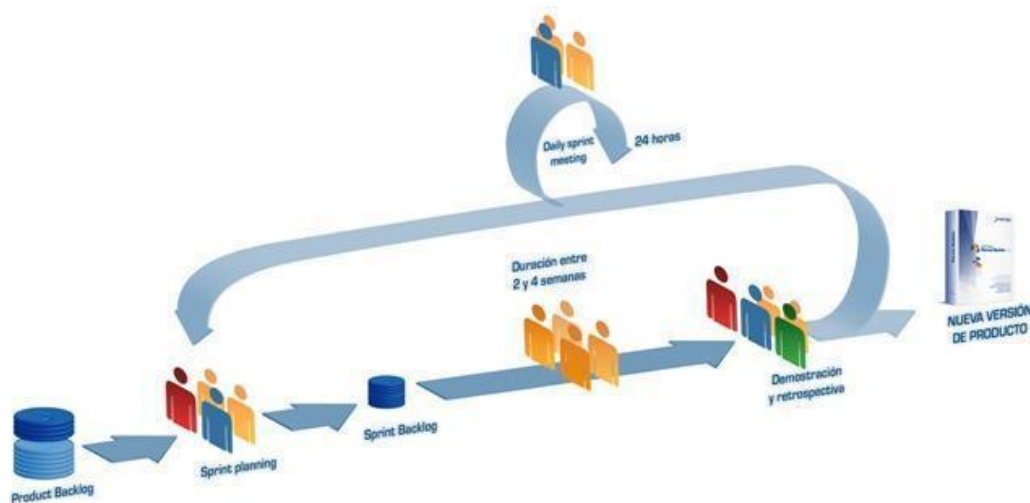 Daily sprint
meeting
24 horas
Duración entre
2 y 4 semanas
NUEVA VERSIÓN
DE PRODUCTO
Demostración
y retrospectiva
Sprint Backlog
Sprint planning
Product Backlog